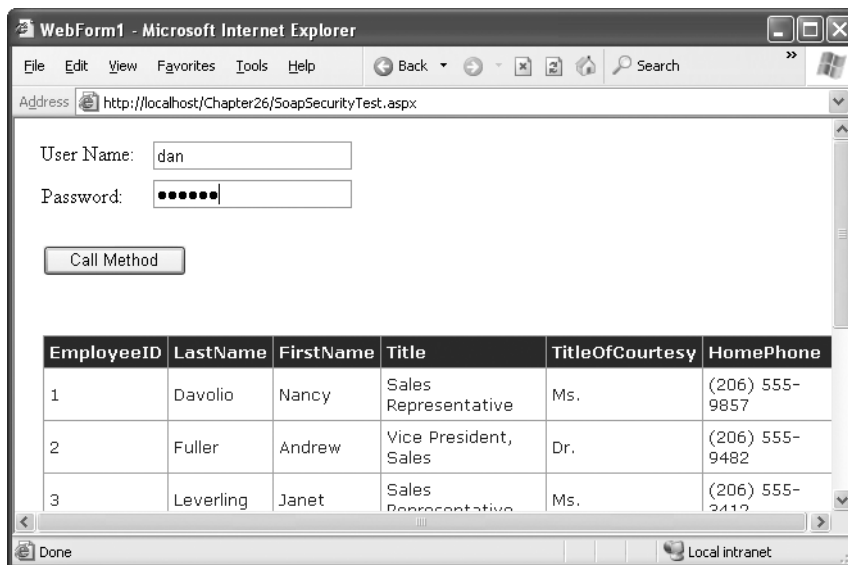 WebForm1 - Microsoft Internet Explorer
File Edit View Favorites Tools Help Back Search »
Address http://localhost/Chapter26/SoapSecurityTest.aspx
User Name: dan
Password: ●●●●●●
Call Method
EmployeeID LastName FirstName Title TitleOfCourtesy HomePhone
1 Davolio Nancy Sales Representative Ms. (206) 555-9857
2 Fuller Andrew Vice President, Sales Dr. (206) 555-9482
3 Leverling Janet Sales Representative Ms. (206) 555-3412
Done Local intranet